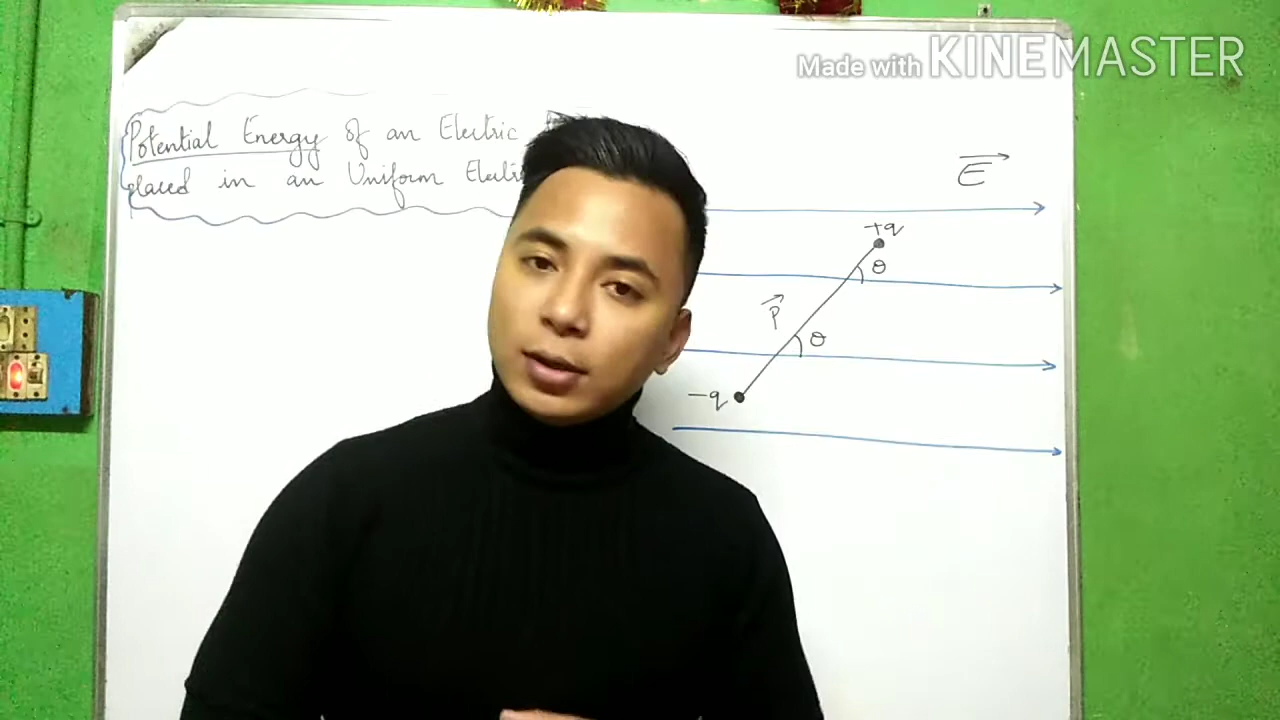 Made with KINEMASTER
Potential Energy of an Electric
placed in an Uniform
E
+q
θ
P
θ
-q